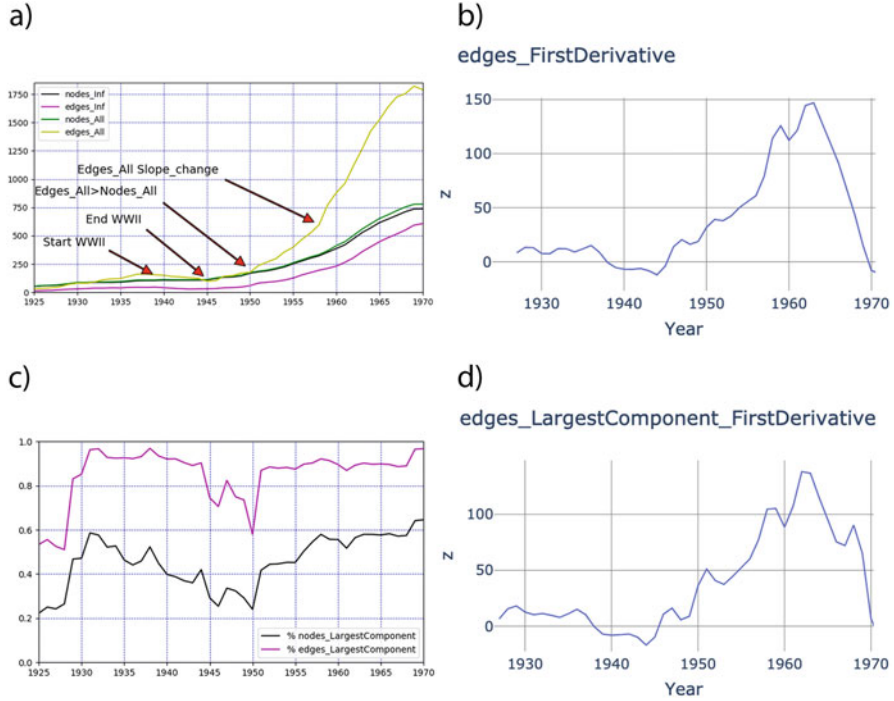 a)
1750
1500
1250
1000
750
500
250
0
nodes_Inf
edges_Inf
nodes_All
edges_All
Edges_All Slope_change
Edges_All>Nodes_All
End WWII
Start WWII
1925 1930 1935 1940 1945 1950 1955 1960 1965 1970
b)
edges_FirstDerivative
150
100
50
0
z
1930 1940 1950 1960 1970
Year
c)
1.0
0.8
0.6
0.4
0.2
0.0
% nodes_LargestComponent
% edges_LargestComponent
1925 1930 1935 1940 1945 1950 1955 1960 1965 1970
d)
edges_LargestComponent_FirstDerivative
100
50
0
z
1930 1940 1950 1960 1970
Year